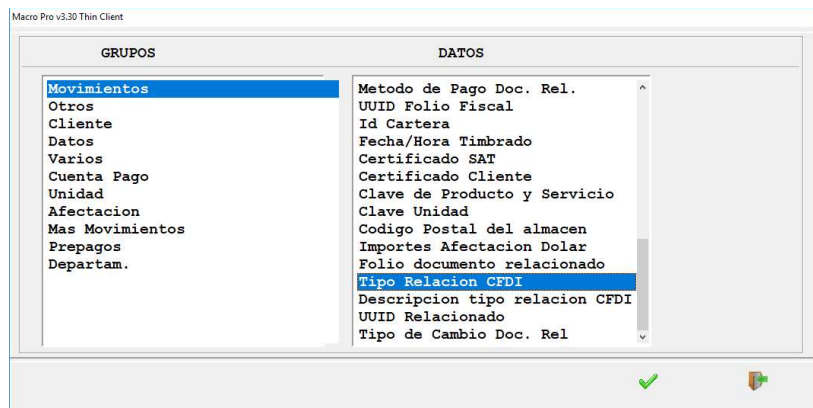 Macro Pro v3.30 Thin Client
GRUPOS
DATOS
Movimientos
Otros
Cliente
Datos
Varios
Cuenta Pago
Unidad
Afectacion
Mas Movimientos
Prepagos
Departam.
Metodo de Pago Doc. Rel.
UUID Folio Fiscal
Id Cartera
Fecha/Hora Timbrado
Certificado SAT
Certificado Cliente
Clave de Producto y Servicio
Clave Unidad
Codigo Postal del almacen
Importes Afectacion Dolar
Folio documento relacionado
Tipo Relacion CFDI
Descripcion tipo relacion CFDI
UUID Relacionado
Tipo de Cambio Doc. Rel